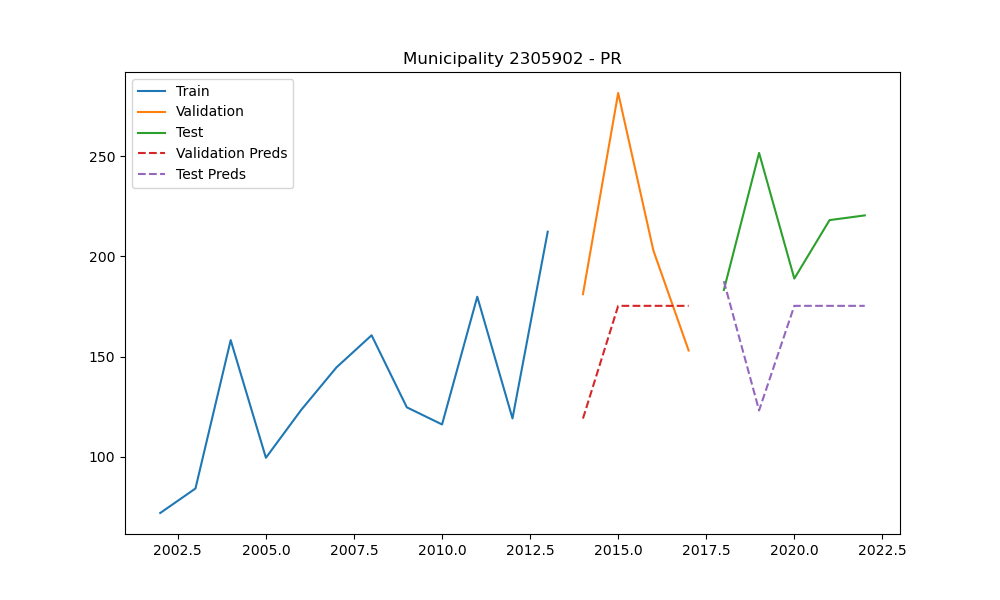 Municipality 2305902 - PR
Train
Validation
Test
Validation Preds
Test Preds
250
200
150
100
2002.5 2005.0 2007.5 2010.0 2012.5 2015.0 2017.5 2020.0 2022.5